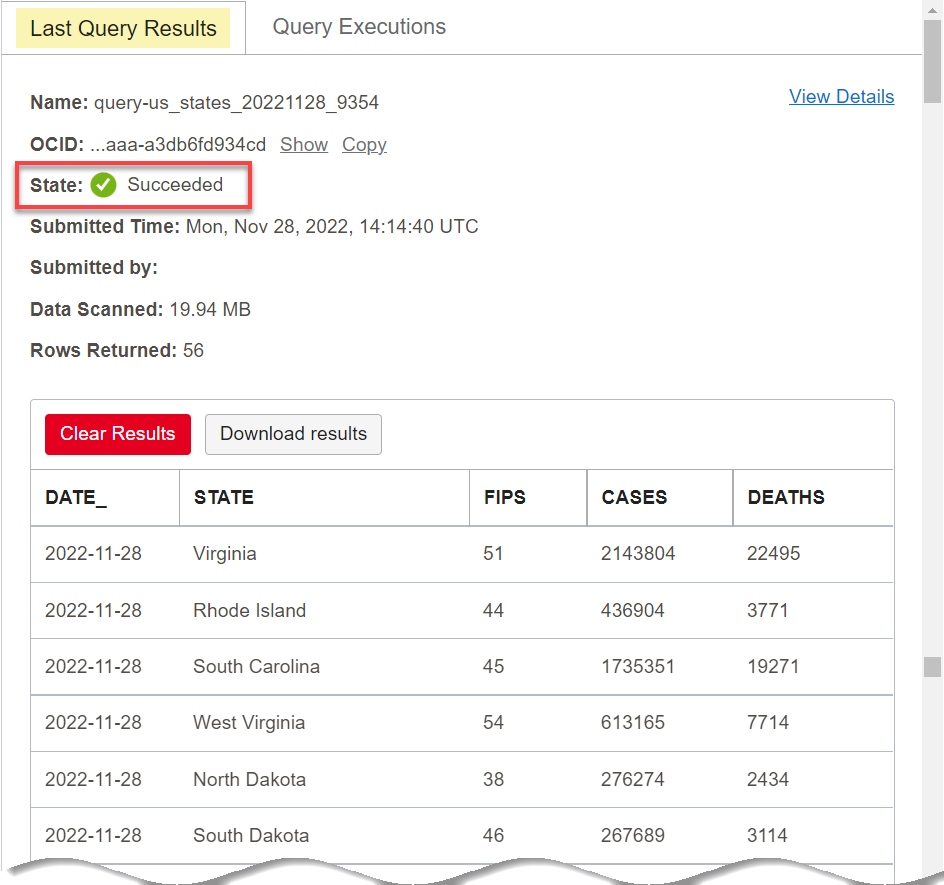 Last Query Results Query Executions
Name: query-us_states_20221128_9354 View Details
OCID: ...aaa-a3db6fd934cd Show Copy
State: Succeeded
Submitted Time: Mon, Nov 28, 2022, 14:14:40 UTC
Submitted by:
Data Scanned: 19.94 MB
Rows Returned: 56
Clear Results Download results
DATE_ STATE FIPS CASES DEATHS
2022-11-28 Virginia 51 2143804 22495
2022-11-28 Rhode Island 44 436904 3771
2022-11-28 South Carolina 45 1735351 19271
2022-11-28 West Virginia 54 613165 7714
2022-11-28 North Dakota 38 276274 2434
2022-11-28 South Dakota 46 267689 3114